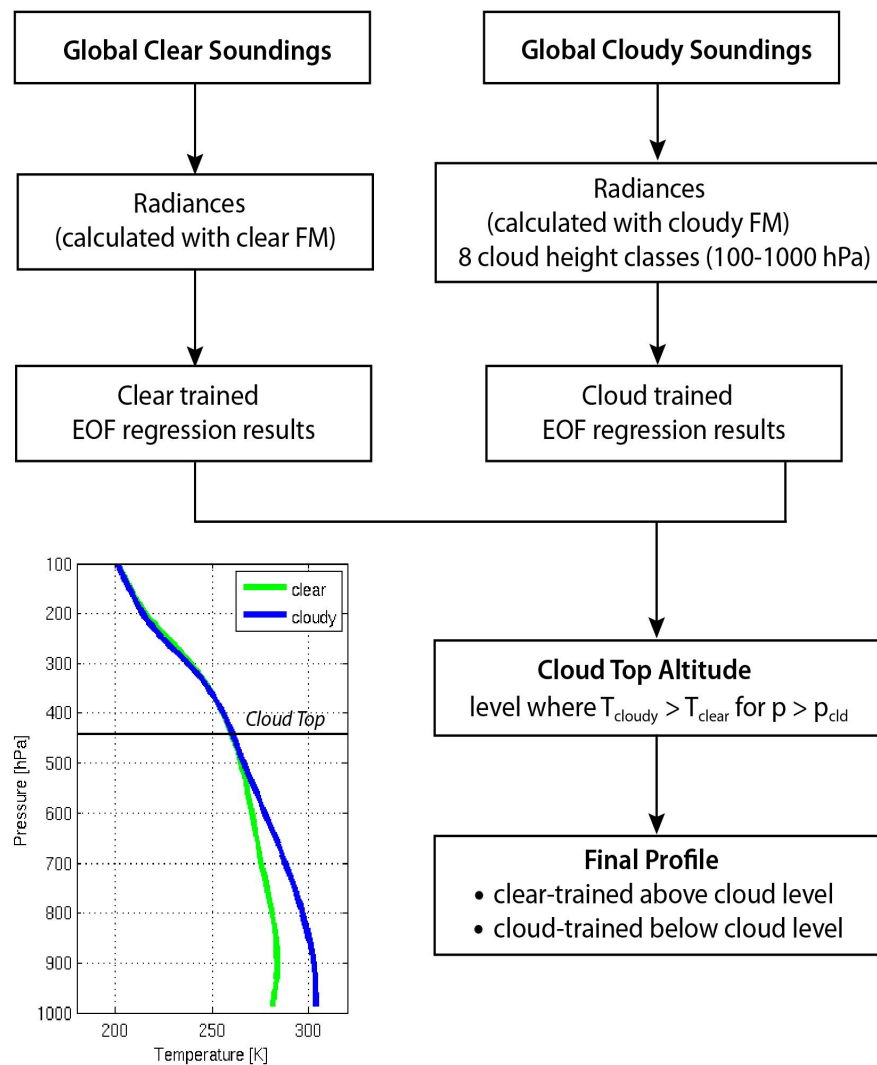 Global Clear Soundings
Global Cloudy Soundings
Radiances
(calculated with clear FM)
Radiances
(calculated with cloudy FM)
8 cloud height classes (100-1000 hPa)
Clear trained
EOF regression results
Cloud trained
EOF regression results
Cloud Top Altitude
level where Tcloudy > Tclear for p > pcld
Final Profile
• clear-trained above cloud level
• cloud-trained below cloud level
clear
cloudy
Cloud Top
100
200
300
400
500
600
700
800
900
1000
Pressure [hPa]
200 250 300
Temperature [K]